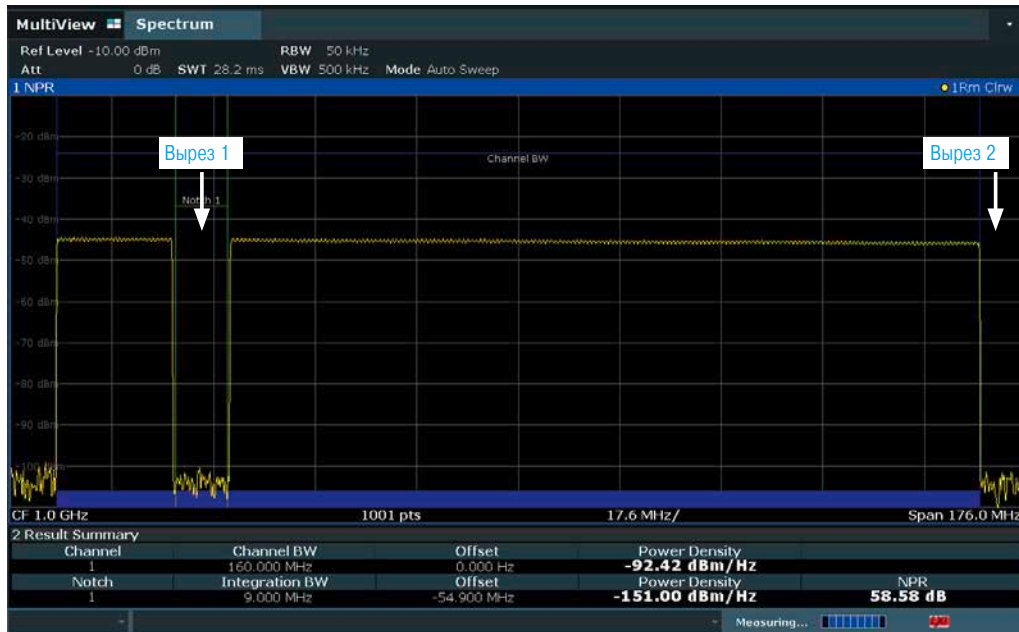 MultiView Spectrum
Ref Level -10.00 dBm RBW 50 kHz
Att 0 dB SWT 28.2 ms VBW 500 kHz Mode Auto Sweep
1 NPR 1Rm Clrw
-20 dBm
Вырез 1
Channel BW
Вырез 2
-30 dBm
Notch 1
-40 dBm
-50 dBm
-60 dBm
-70 dBm
-80 dBm
-90 dBm
-100 dBm
CF 1.0 GHz 1001 pts 17.6 MHz/ Span 176.0 MHz
2 Result Summary
Channel Channel BW Offset Power Density
1 160.000 MHz 0.000 Hz -92.42 dBm/Hz
Notch Integration BW Offset Power Density NPR
1 9.000 MHz -54.900 MHz -151.00 dBm/Hz 58.58 dB
Measuring...